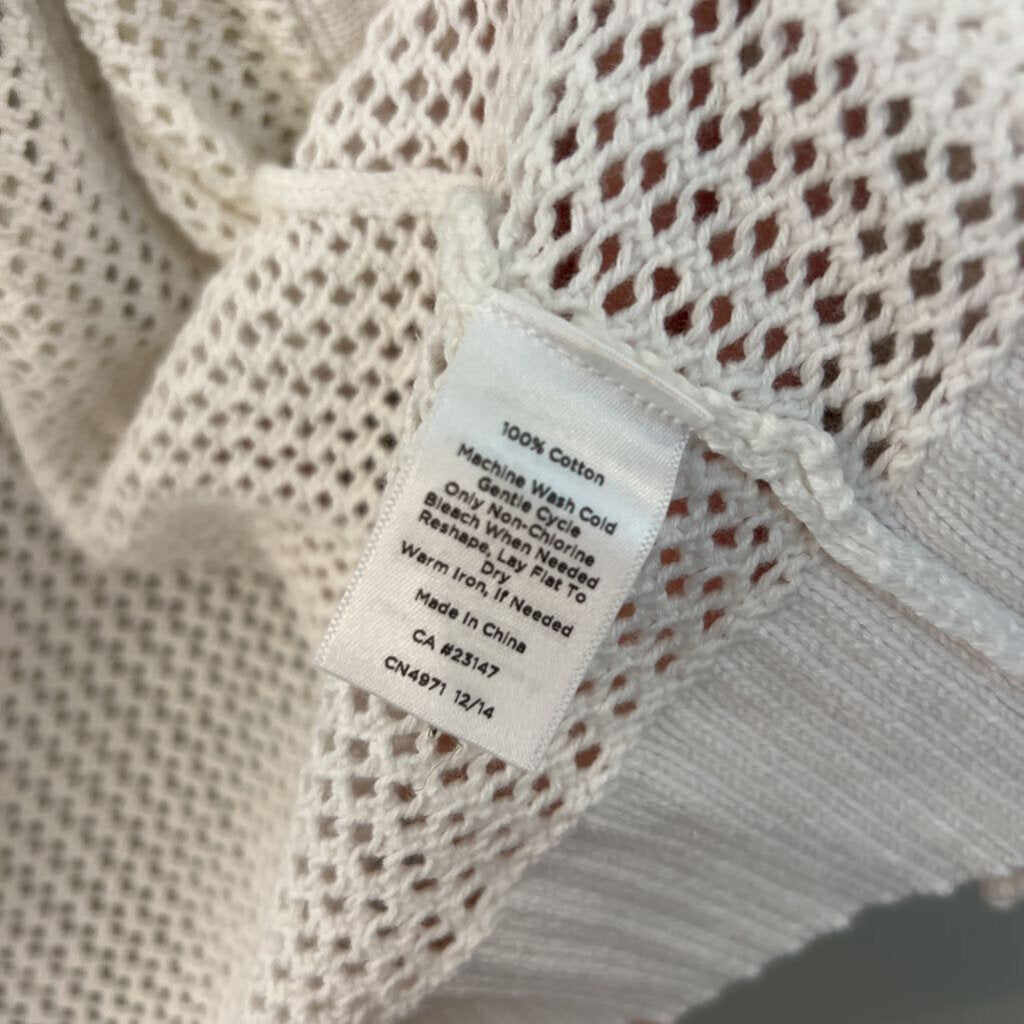 100% Cotton
Machine Wash Cold
Gentle Cycle
Only Non-Chlorine
Bleach When Needed
Reshape, Lay Flat To
Dry
Warm Iron, If Needed
Made In China
CA #23147
CN4971 12/14